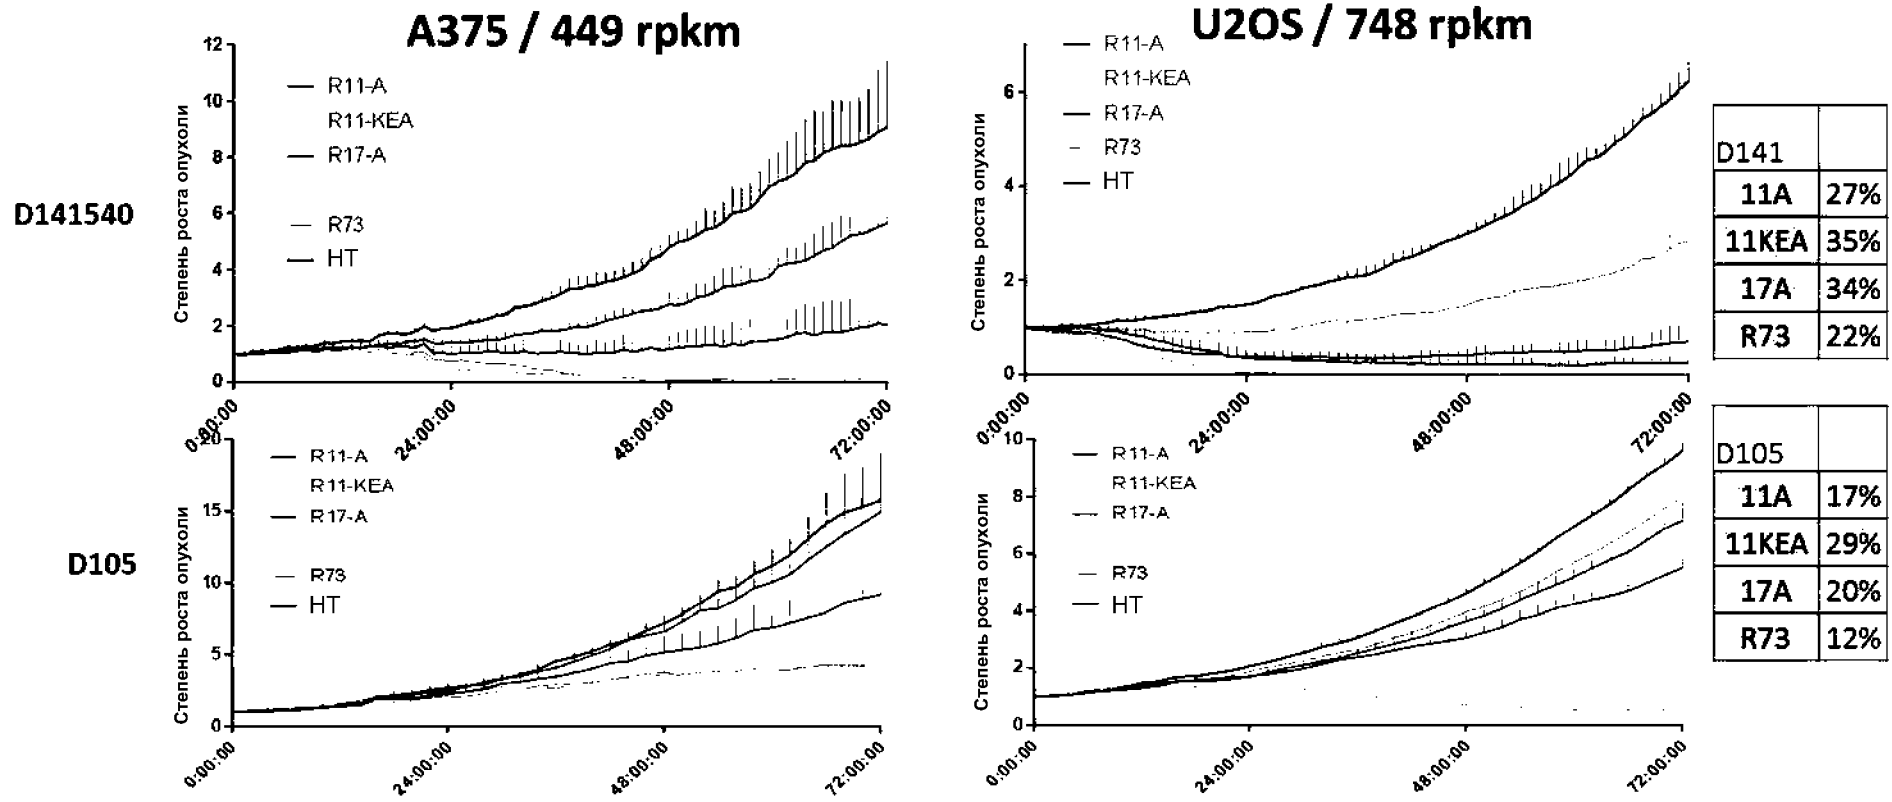 A375 / 449 rpkm
U2OS / 748 rpkm
D141540
Степень роста опухоли
12
10
8
6
4
2
0
R11-A
R11-KEA
R17-A
R73
HT
0:00:00
24:00:00
48:00:00
72:00:00
Степень роста опухоли
6
4
2
0
R11-A
R11-KEA
R17-A
R73
HT
0:00:00
24:00:00
48:00:00
72:00:00
D141
11A 27%
11KEA 35%
17A 34%
R73 22%
D105
Степень роста опухоли
20
15
10
5
0
R11-A
R11-KEA
R17-A
R73
HT
0:00:00
24:00:00
48:00:00
72:00:00
Степень роста опухоли
10
8
6
4
2
0
R11-A
R11-KEA
R17-A
R73
HT
0:00:00
24:00:00
48:00:00
72:00:00
D105
11A 17%
11KEA 29%
17A 20%
R73 12%